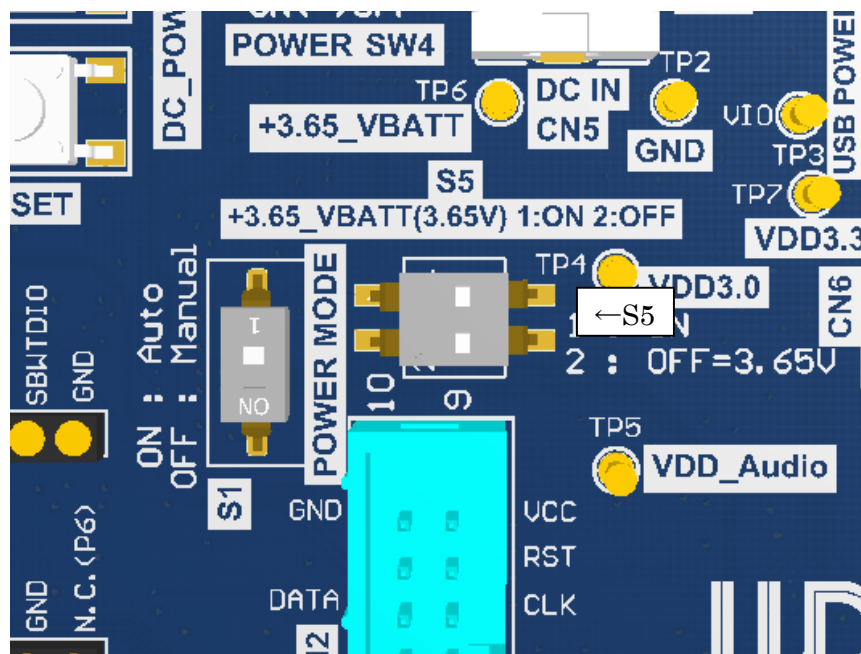 DC_POW
POWER SW4
TP6
DC IN
CN5
TP2
VIO
USB POWER
+3.65_VBATT
GND
TP3
SET
S5
TP7
+3.65_VBATT(3.65V) 1:ON 2:OFF
VDD3.3
TP4
VDD3.0
CN6
←S5
2 : OFF=3.65V
SBWTDIO
GND
ON : Auto
OFF : Manual
1
ON
S1
POWER MODE
10
9
TP5
VDD_Audio
GND
VCC
RST
DATA
CLK
GND
N.C.(P6)